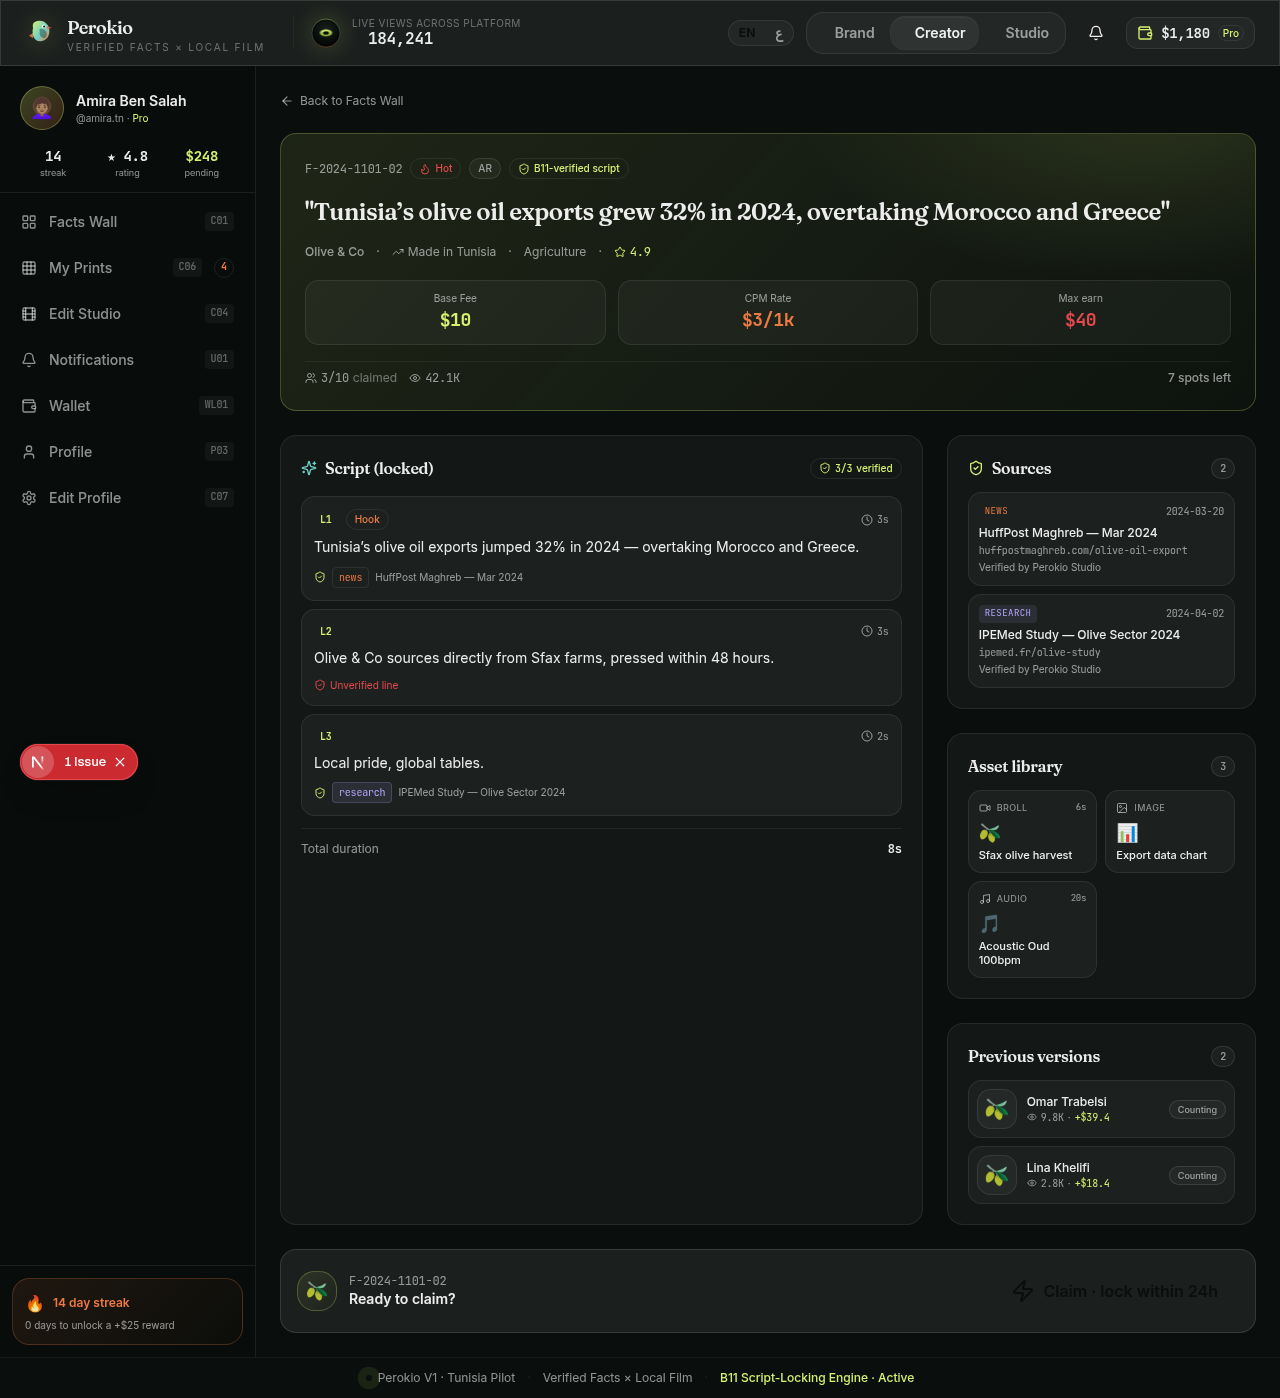 Perokio
VERIFIED FACTS × LOCAL FILM
LIVE VIEWS ACROSS PLATFORM
184,241
EN ع
Brand Creator Studio
$1,180 Pro
Amira Ben Salah
@amira.tn · Pro
14 ★ 4.8 $248
streak rating pending
Facts Wall C01
My Prints C06 4
Edit Studio C04
Notifications U01
Wallet WL01
Profile P03
Edit Profile C07
1 Issue
14 day streak
0 days to unlock a +$25 reward
Back to Facts Wall
F-2024-1101-02 Hot AR B11-verified script
"Tunisia’s olive oil exports grew 32% in 2024, overtaking Morocco and Greece"
Olive & Co · Made in Tunisia · Agriculture · 4.9
Base Fee
$10
CPM Rate
$3/1k
Max earn
$40
3/10 claimed 42.1K 7 spots left
Script (locked) 3/3 verified
L1 Hook 3s
Tunisia’s olive oil exports jumped 32% in 2024 — overtaking Morocco and Greece.
news HuffPost Maghreb — Mar 2024
L2 3s
Olive & Co sources directly from Sfax farms, pressed within 48 hours.
Unverified line
L3 2s
Local pride, global tables.
research IPEMed Study — Olive Sector 2024
Total duration 8s
Sources 2
NEWS 2024-03-20
HuffPost Maghreb — Mar 2024
huffpostmaghreb.com/olive-oil-export
Verified by Perokio Studio
RESEARCH 2024-04-02
IPEMed Study — Olive Sector 2024
ipemed.fr/olive-study
Verified by Perokio Studio
Asset library 3
BROLL 6s
Sfax olive harvest
IMAGE
Export data chart
AUDIO 20s
Acoustic Oud
100bpm
Previous versions 2
Omar Trabelsi
9.8K · +$39.4
Counting
Lina Khelifi
2.8K · +$18.4
Counting
F-2024-1101-02
Ready to claim?
Claim · lock within 24h
Perokio V1 · Tunisia Pilot · Verified Facts × Local Film · B11 Script-Locking Engine · Active